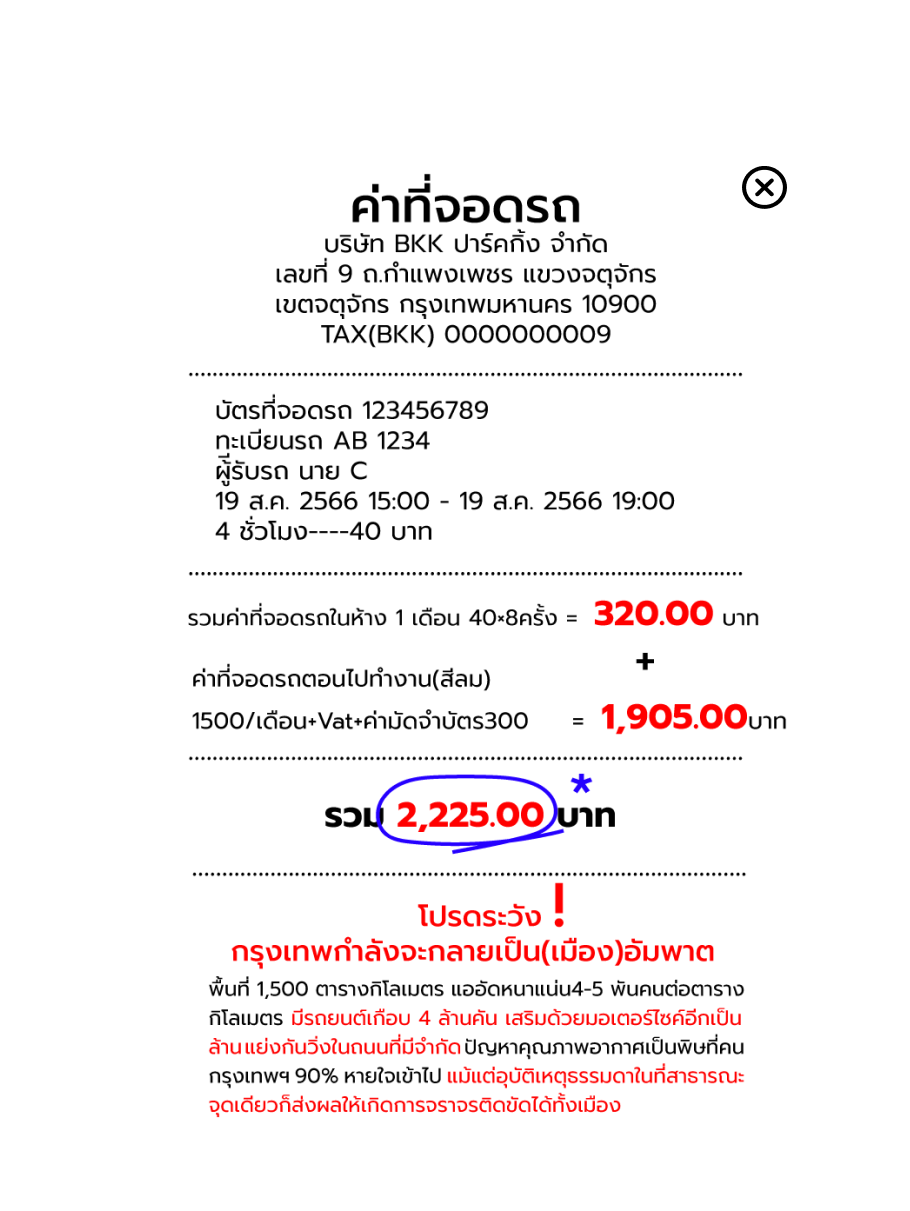 ค่าที่จอดรถ
บริษัท BKK ปาร์คกิ้ง จำกัด
เลขที่ 9 ถ.กำแพงเพชร แขวงจตุจักร
เขตจตุจักร กรุงเทพมหานคร 10900
TAX(BKK) 0000000009
บัตรที่จอดรถ 123456789
ทะเบียนรถ AB 1234
ผู้ีรับรถ นาย C
19 ส.ค. 2566 15:00 - 19 ส.ค. 2566 19:00
4 ชั่วโมง----40 บาท
รวมค่าที่จอดรถในห้าง 1 เดือน 40×8ครั้ง = 320.00 บาท
+
ค่าที่จอดรถตอนไปทำงาน(สีลม)
1500/เดือน+Vat+ค่ามัดจำบัตร300 = 1,905.00บาท
รวม 2,225.00 บาท *
โปรดระวัง !
กรุงเทพกำลังจะกลายเป็น(เมือง)อัมพาต
พื้นที่ 1,500 ตารางกิโลเมตร แออัดหนาแน่น4-5 พันคนต่อตาราง
กิโลเมตร มีรถยนต์เกือบ 4 ล้านคัน เสริมด้วยมอเตอร์ไซค์อีกเป็น
ล้านแย่งกันวิ่งในถนนที่มีจำกัด ปัญหาคุณภาพอากาศเป็นพิษที่คน
กรุงเทพฯ 90% หายใจเข้าไป แม้แต่อุบัติเหตุธรรมดาในที่สาธารณะ
จุดเดียวก็ส่งผลให้เกิดการจราจรติดขัดได้ทั้งเมือง